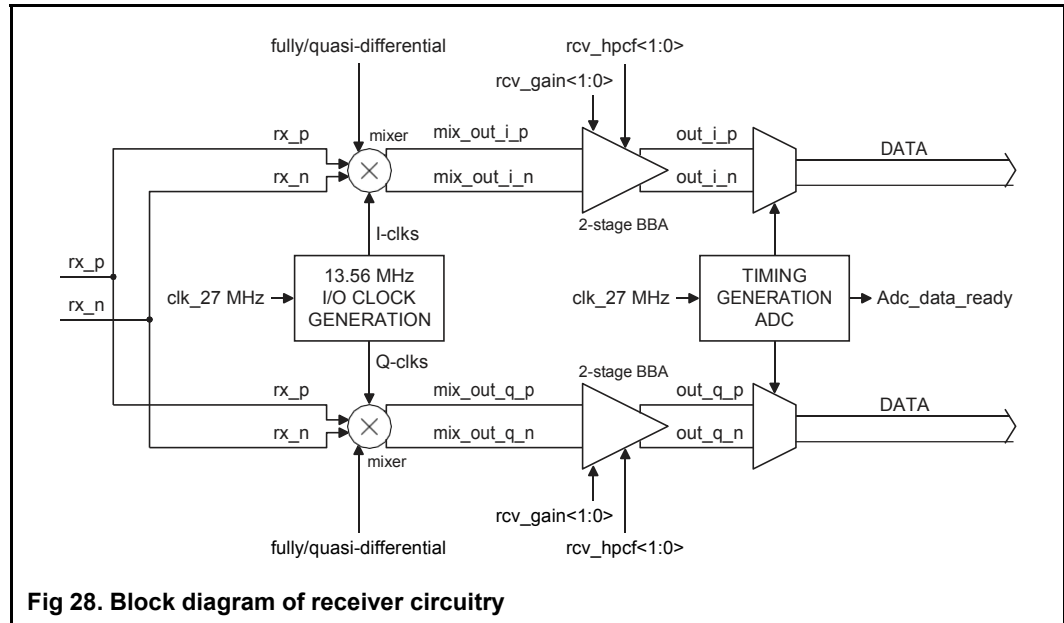 fully/quasi-differential
rcv_hpcf<1:0>
rcv_gain<1:0>
rx_p
mixer
mix_out_i_p
out_i_p
DATA
rx_n
mix_out_i_n
out_i_n
2-stage BBA
I-clks
rx_p
rx_n
clk_27 MHz
13.56 MHz
I/O CLOCK
GENERATION
clk_27 MHz
TIMING
GENERATION
ADC
Adc_data_ready
Q-clks
2-stage BBA
rx_p
mix_out_q_p
out_q_p
DATA
rx_n
mix_out_q_n
out_q_n
mixer
rcv_gain<1:0>
fully/quasi-differential
rcv_hpcf<1:0>
Fig 28. Block diagram of receiver circuitry